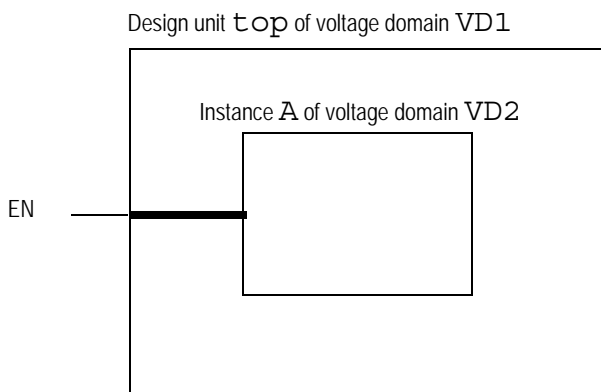 Design unit top of voltage domain VD1
Instance A of voltage domain VD2
EN